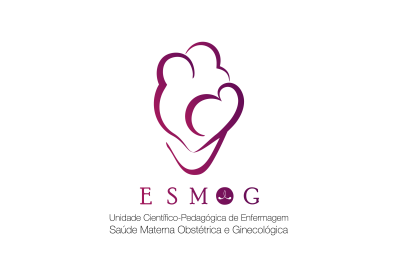 ESMOG
Unidade Científico-Pedagógica de Enfermagem
Saúde Materna Obstétrica e Ginecológica